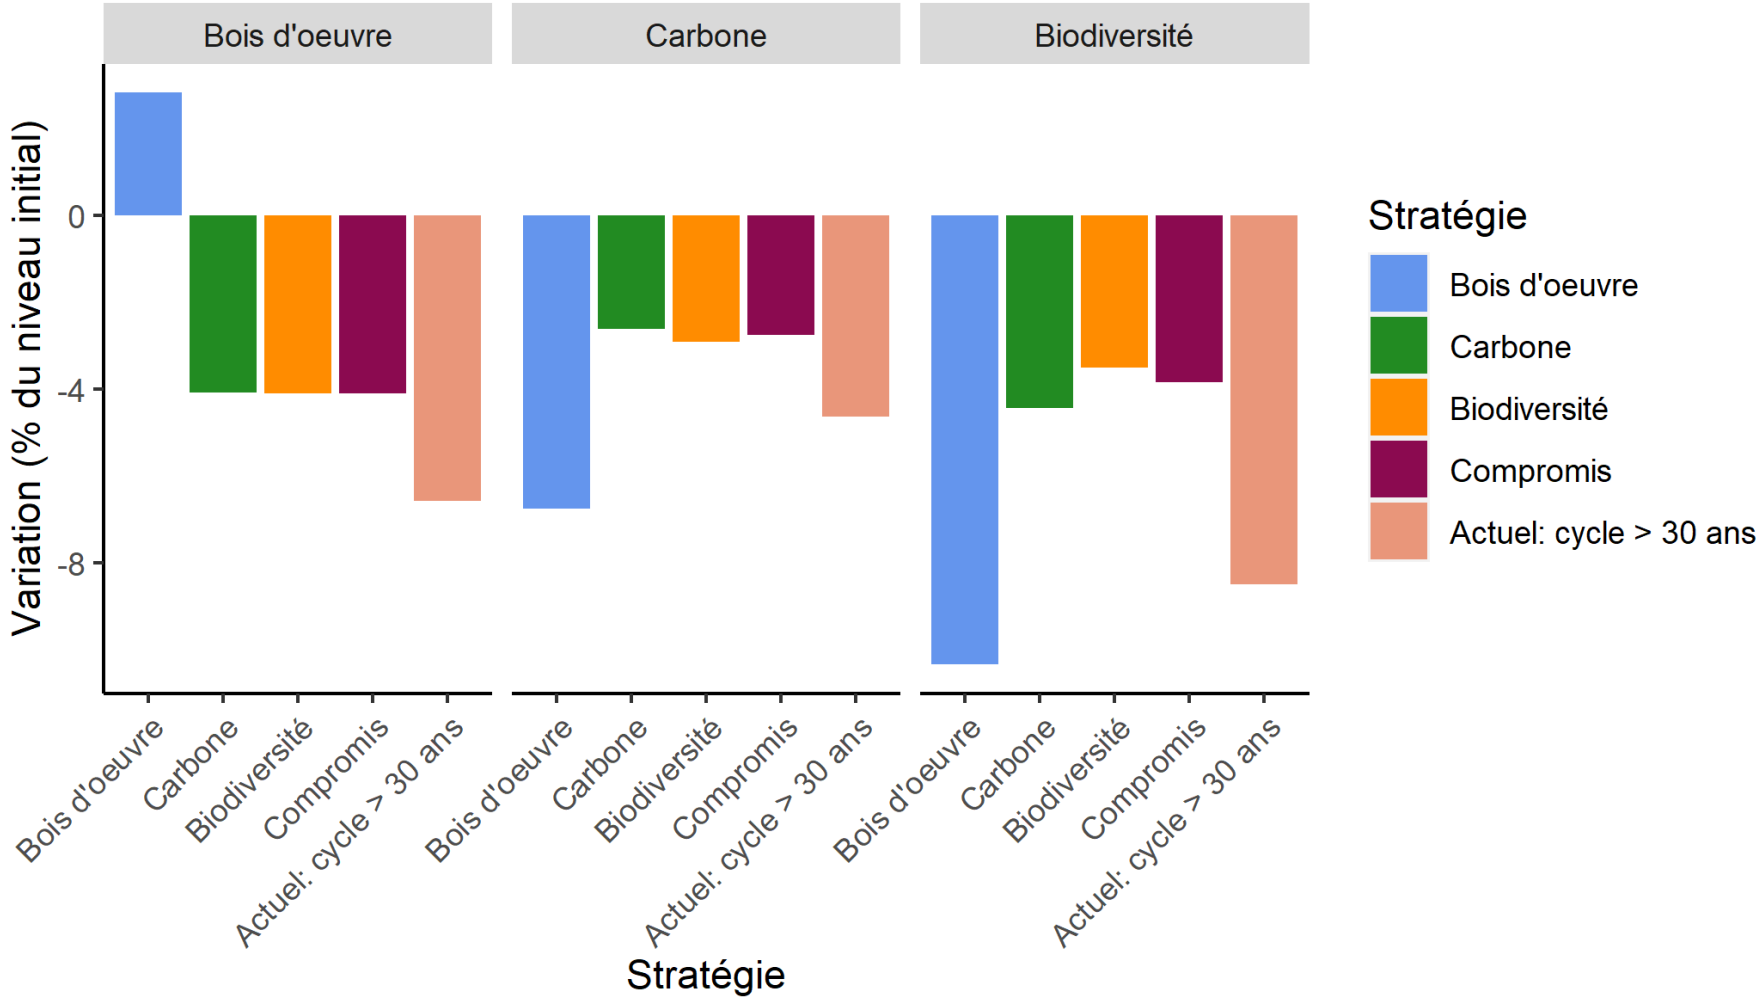 Bois d'oeuvre
Carbone
Biodiversité
Variation (% du niveau initial)
0
-4
-8
Bois d'oeuvre
Carbone
Biodiversité
Compromis
Actuel: cycle > 30 ans
Bois d'oeuvre
Carbone
Biodiversité
Compromis
Actuel: cycle > 30 ans
Bois d'oeuvre
Carbone
Biodiversité
Compromis
Actuel: cycle > 30 ans
Stratégie
Stratégie
Bois d'oeuvre
Carbone
Biodiversité
Compromis
Actuel: cycle > 30 ans